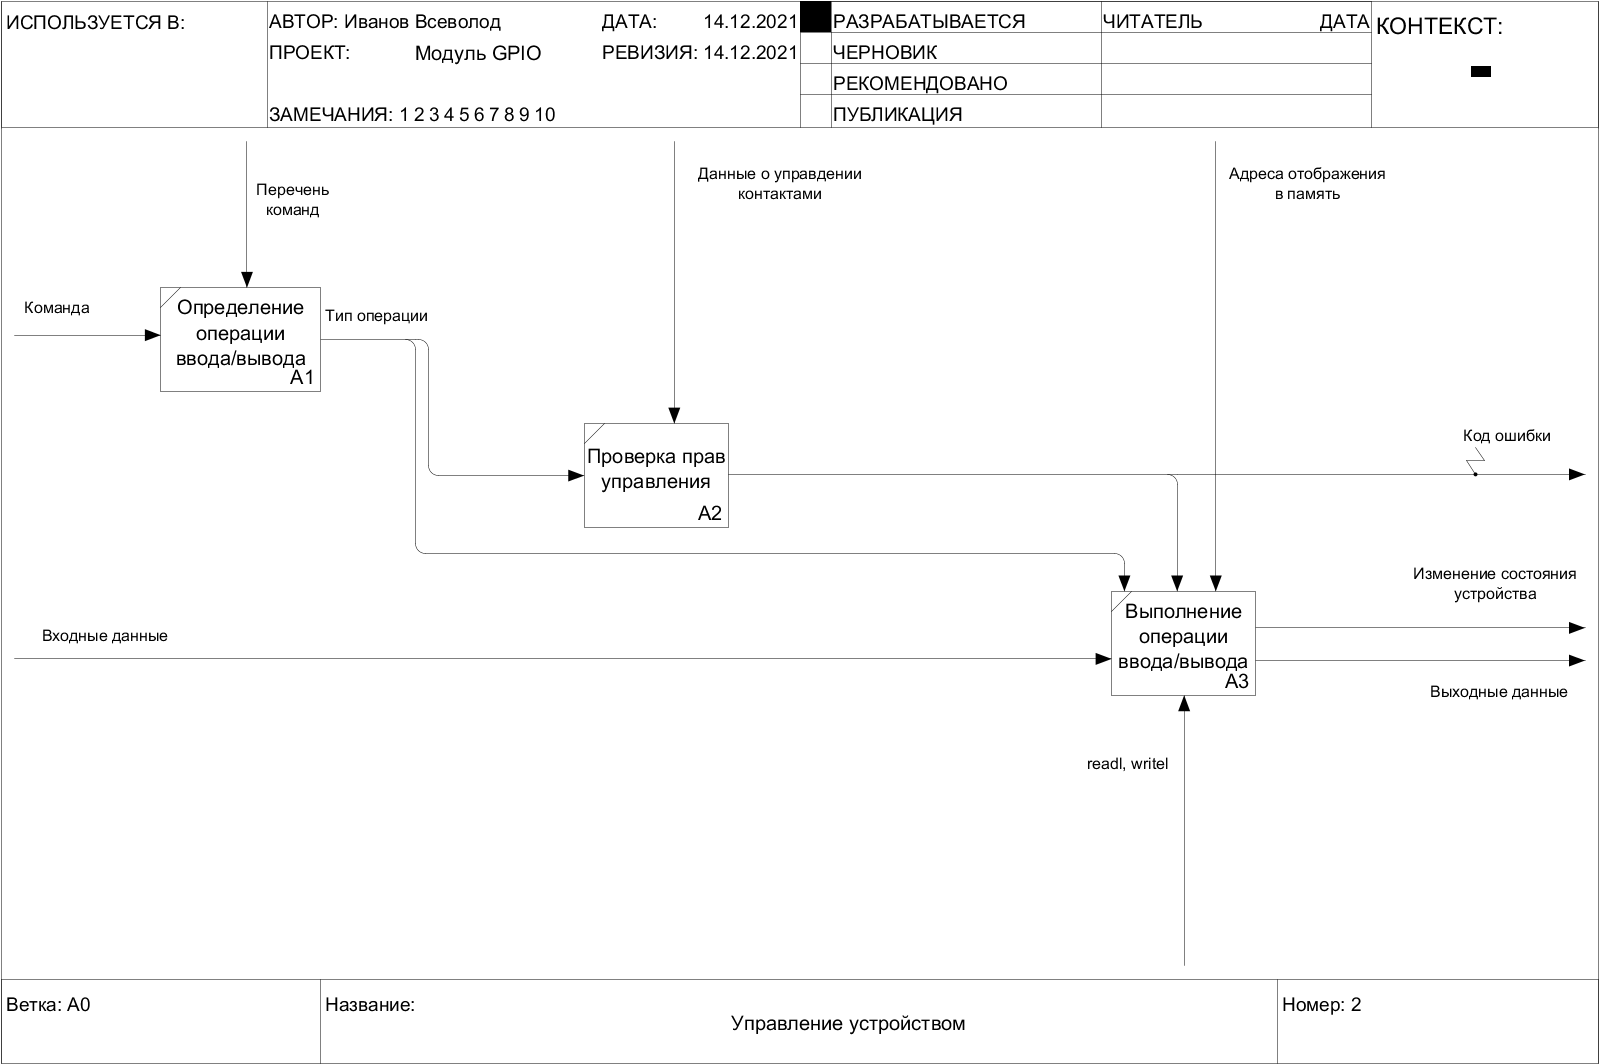 ИСПОЛЬЗУЕТСЯ В:
АВТОР: Иванов Всеволод
ДАТА: 14.12.2021
ПРОЕКТ: Модуль GPIO
РЕВИЗИЯ: 14.12.2021
ЗАМЕЧАНИЯ: 1 2 3 4 5 6 7 8 9 10
РАЗРАБАТЫВАЕТСЯ
ЧЕРНОВИК
РЕКОМЕНДОВАНО
ПУБЛИКАЦИЯ
ЧИТАТЕЛЬ ДАТА
КОНТЕКСТ:
Перечень
команд
Данные о управдении
контактами
Адреса отображения
в память
Команда
Определение
операции
ввода/вывода
A1
Тип операции
Проверка прав
управления
A2
Код ошибки
Входные данные
Выполнение
операции
ввода/вывода
A3
Изменение состояния
устройства
Выходные данные
readl, writel
Ветка: A0
Название:
Управление устройством
Номер: 2